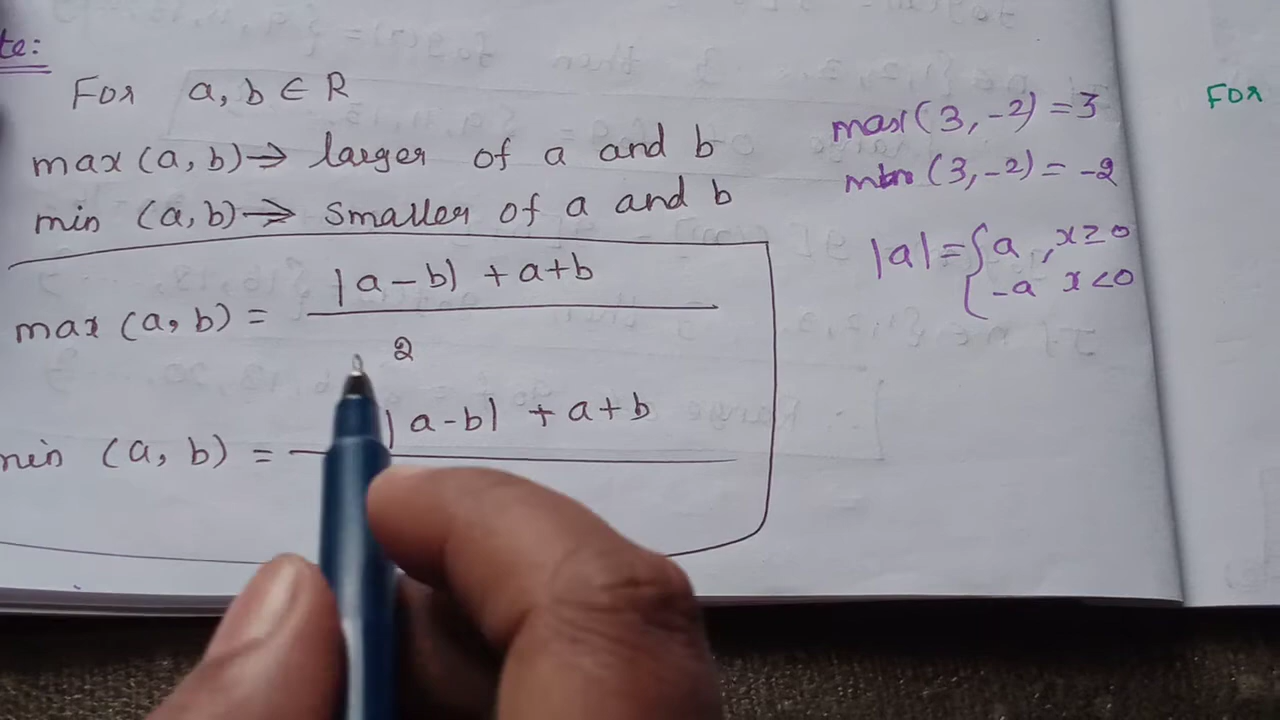 te:
For a, b ∈ R
max (a, b) → larger of a and b
min (a, b) → smaller of a and b
max (a, b) = |a - b| + a + b
2
min (a, b) = |a - b| + a + b
max (3, -2) = 3
min (3, -2) = -2
|a| = { a , x ≥ 0
-a x < 0
For